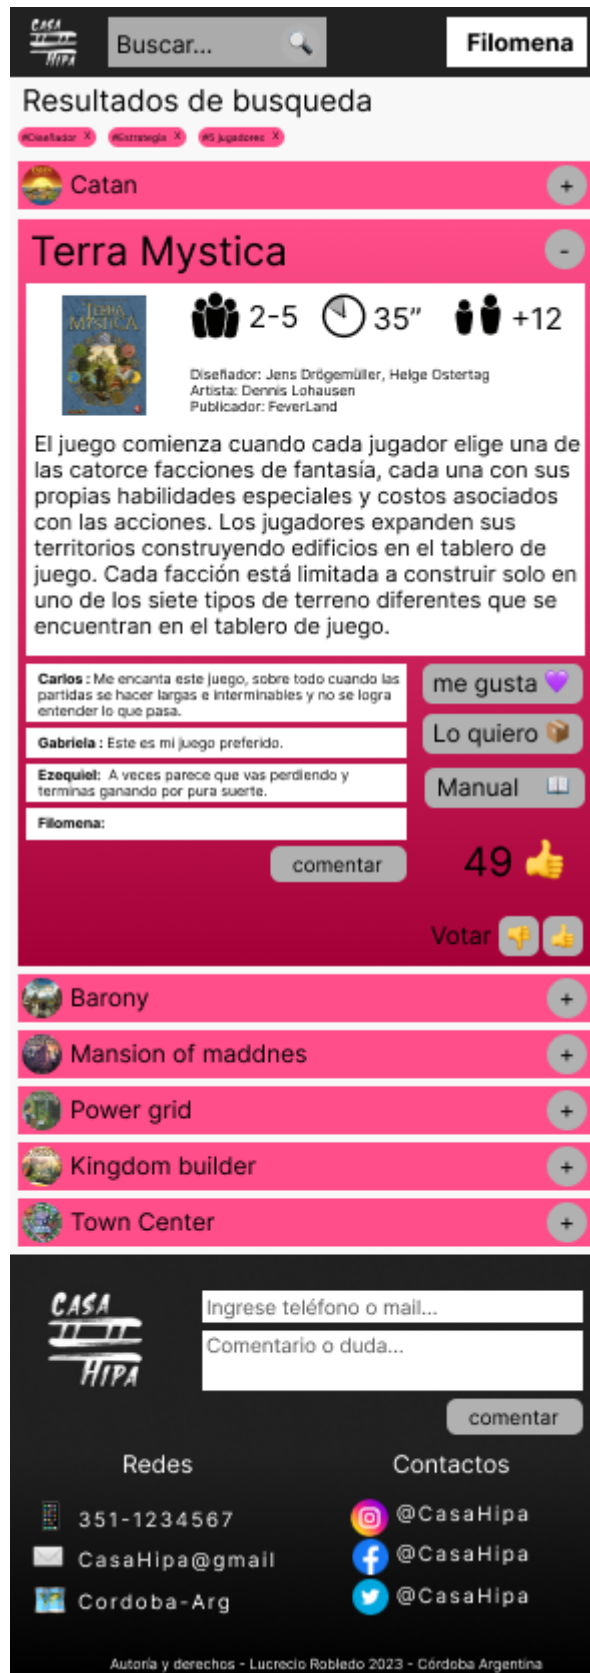 CASA
HIPA
Buscar...
Filomena
Resultados de busqueda
#Diseñador X
#Estrategia X
#5 jugadores X
Catan
+
Terra Mystica
-
TERRA
MYSTICA
2-5
35”
+12
Diseñador: Jens Drögemüller, Helge Ostertag
Artista: Dennis Lohausen
Publicador: FeverLand
El juego comienza cuando cada jugador elige una de
las catorce facciones de fantasía, cada una con sus
propias habilidades especiales y costos asociados
con las acciones. Los jugadores expanden sus
territorios construyendo edificios en el tablero de
juego. Cada facción está limitada a construir solo en
uno de los siete tipos de terreno diferentes que se
encuentran en el tablero de juego.
Carlos : Me encanta este juego, sobre todo cuando las
partidas se hacer largas e interminables y no se logra
entender lo que pasa.
Gabriela : Este es mi juego preferido.
Ezequiel: A veces parece que vas perdiendo y
terminas ganando por pura suerte.
Filomena:
comentar
me gusta 💜
Lo quiero 📦
Manual 📖
49 👍
Votar 👎 👍
Barony
+
Mansion of maddnes
+
Power grid
+
Kingdom builder
+
Town Center
+
CASA
HIPA
Ingrese teléfono o mail...
Comentario o duda...
comentar
Redes
351-1234567
CasaHipa@gmail
Cordoba-Arg
Contactos
@CasaHipa
@CasaHipa
@CasaHipa
Autoría y derechos - Lucrecio Robledo 2023 - Córdoba Argentina